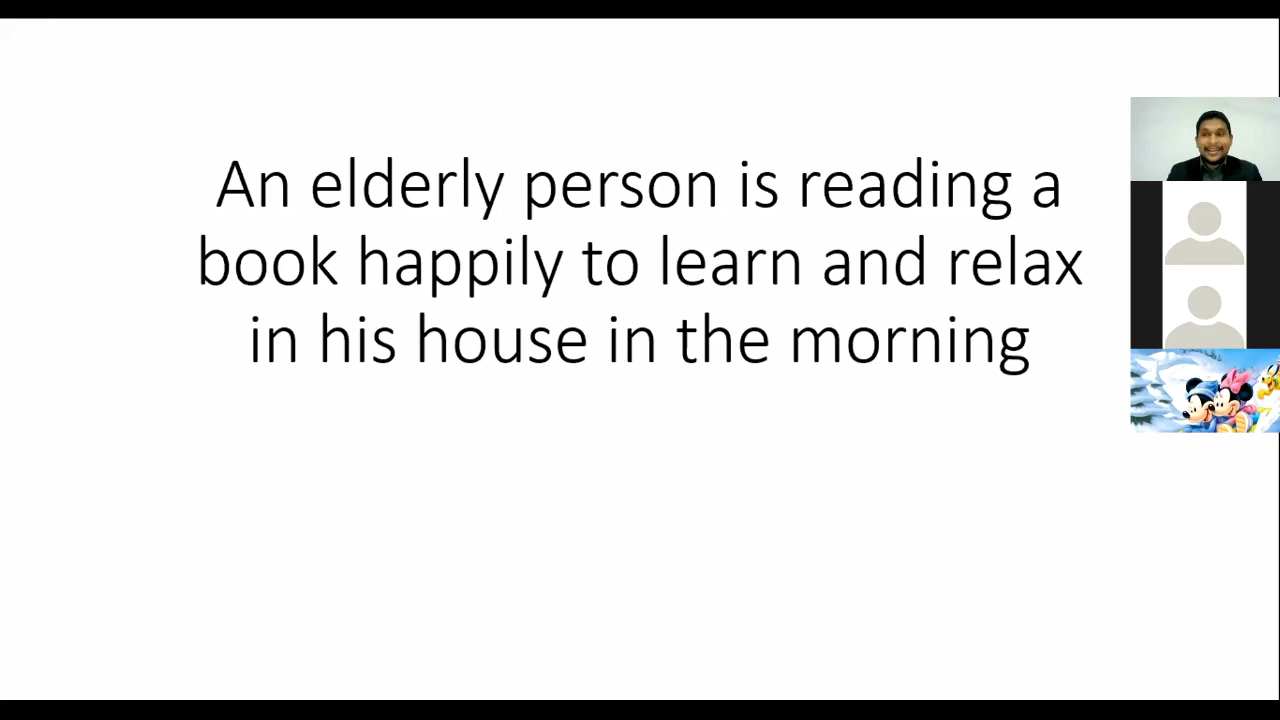 An elderly person is reading a
book happily to learn and relax
in his house in the morning